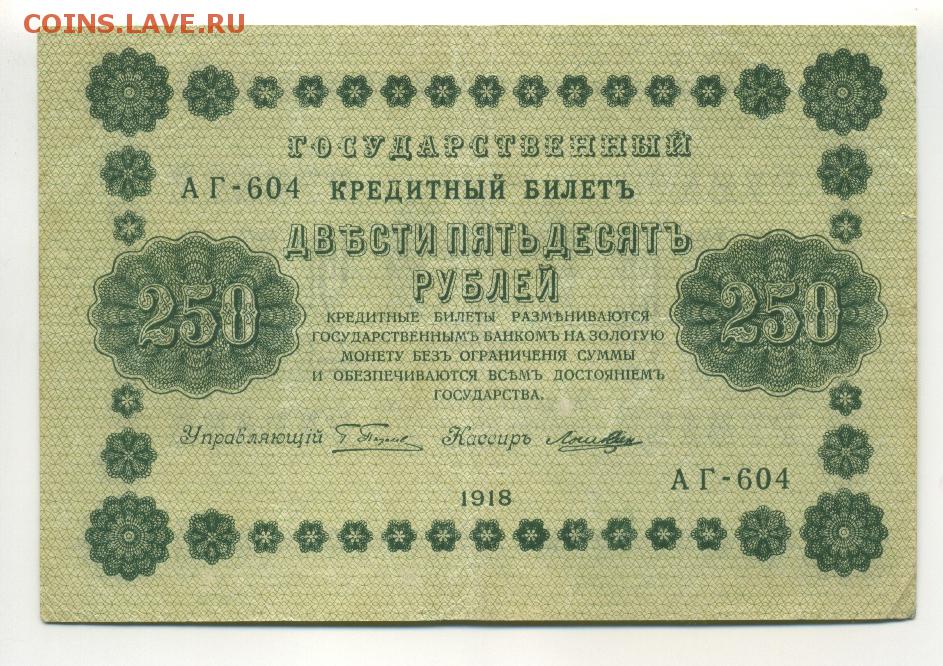 COINS.LAVE.RU
ГОСУДАРСТВЕННЫЙ
АГ-604 КРЕДИТНЫЙ БИЛЕТЪ
ДВѢСТИ ПЯТЬДЕСЯТЪ
РУБЛЕЙ
250 250
КРЕДИТНЫЕ БИЛЕТЫ РАЗМѢНИВАЮТСЯ
ГОСУДАРСТВЕННЫМЪ БАНКОМЪ НА ЗОЛОТУЮ
МОНЕТУ БЕЗЪ ОГРАНИЧЕНІЯ СУММЫ
И ОБЕЗПЕЧИВАЮТСЯ ВСѢМЪ ДОСТОЯНІЕМЪ
ГОСУДАРСТВА.
Управляющій Кассиръ
АГ-604
1918